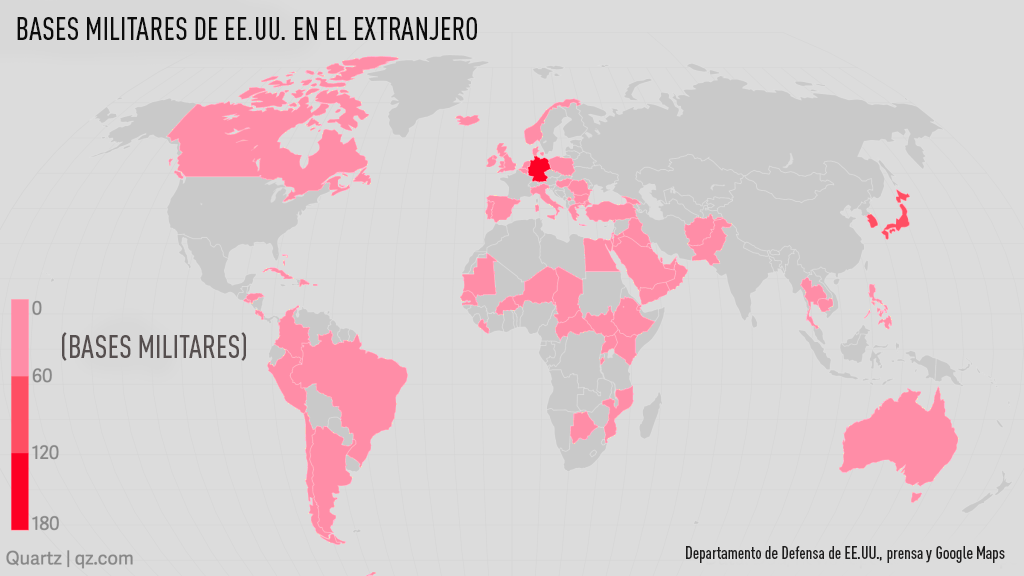 BASES MILITARES DE EE.UU. EN EL EXTRANJERO
0
(BASES MILITARES)
60
120
180
Quartz | qz.com
Departamento de Defensa de EE.UU., prensa y Google Maps